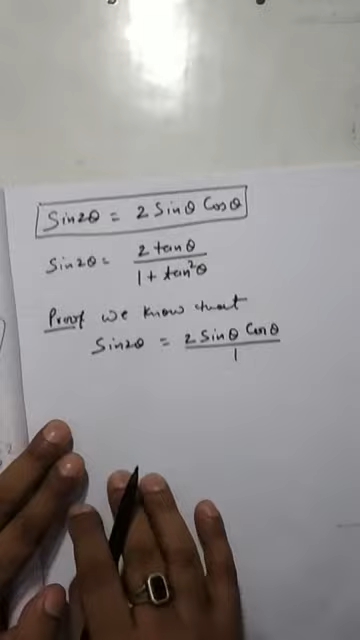 Sin2θ = 2 Sinθ Cosθ
Sin2θ = 2 tanθ / 1 + tan²θ
Proof we know that
Sin2θ = 2 Sinθ Cosθ / 1